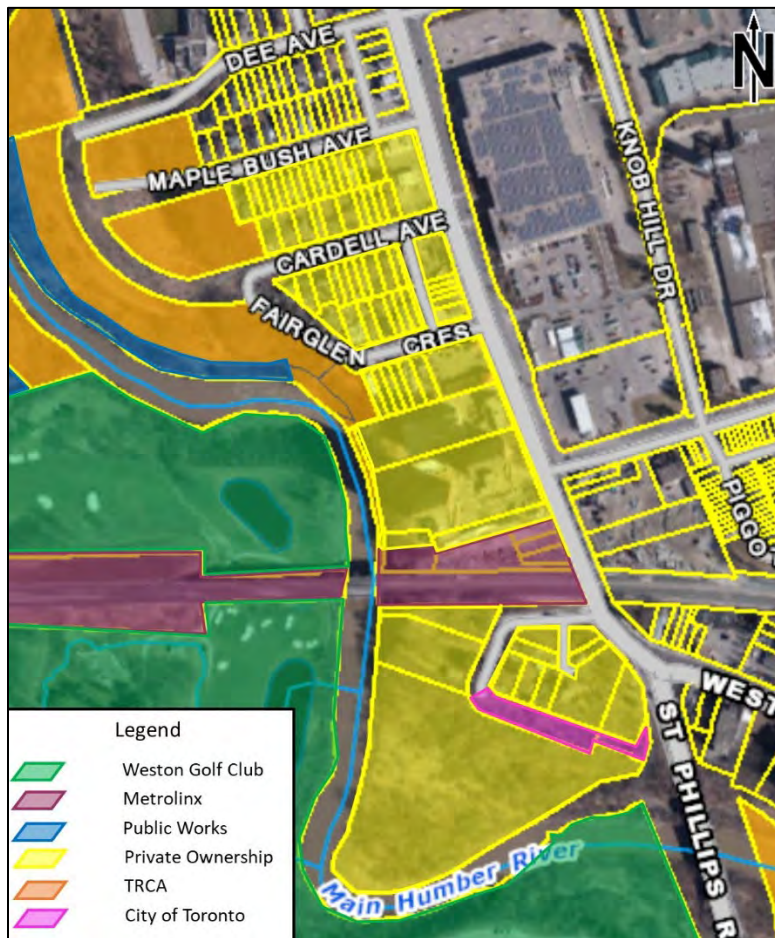 DEE AVE
N
KNOB HILL DR
MAPLE BUSH AVE
CARDELL AVE
FAIRGLEN CRES
PIGGO
WEST
ST PHILLIPS R
Main Humber River
Legend
Weston Golf Club
Metrolinx
Public Works
Private Ownership
TRCA
City of Toronto